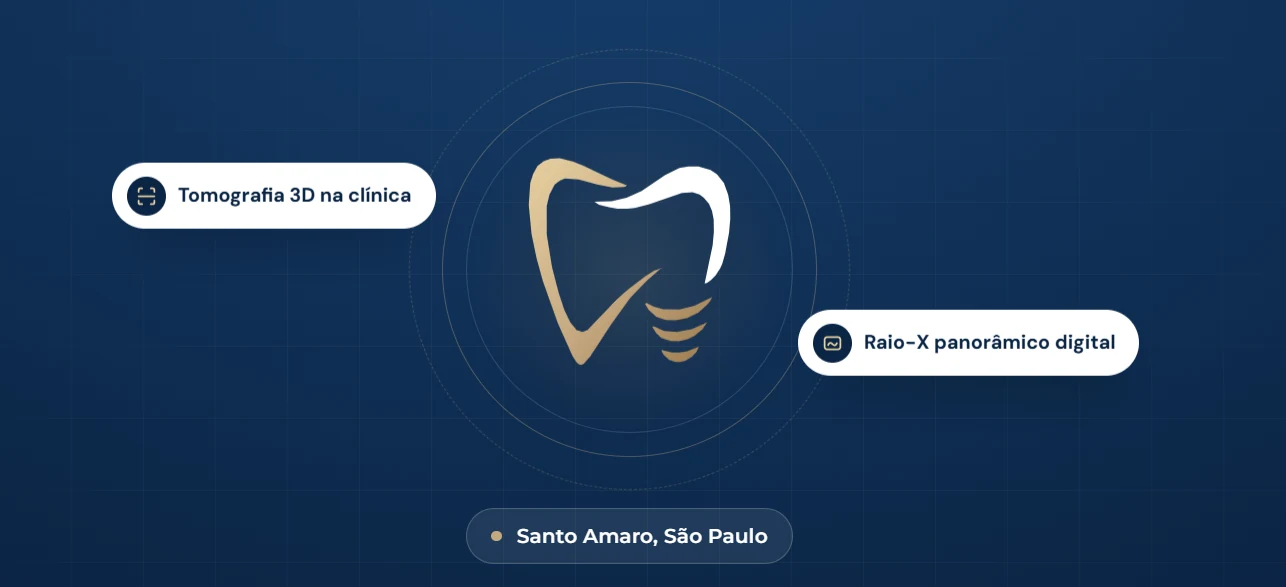 Tomografia 3D na clínica
Raio-X panorâmico digital
Santo Amaro, São Paulo